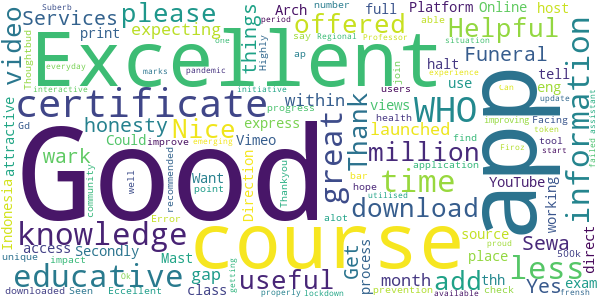 Suberb
one
Regional
Professor
Arch
Platform
Online
host
Services
please
offered
full
number
able
Helpful
print
expecting
things
Highly
period
say
ap
situation
tell
eng
Funeral
Thoughtbud
everyday
marks
pandemic
join
experience
can
update
video
Excellent
interactive
initiative
progress
users
use
improving
Facing
token
start
certificate
WHO
within
views
health
application
find
tool
Firoz
failed
assistant
information
attractive
honesty
Nice
Could
improve
emerging
express
great
Thank
million
launched
app
Gd
wark
well
recommended
Vimeo
Want
point
Direction
Thankyou
hope
alot
bar
utilised
time
YouTube
working
Indonesia
community
Good
knowledge
Error
course
download
Get
process
source
place
Sewa
direct
access
Secondly
Mast
gap
unique
impact
Ok
class
getting
educative
useful
month
add
thh
less
500k
Yes
exam
downloaded
Seen
Eccellent
properly
lockdown
prevention
available
check
proud
frensh